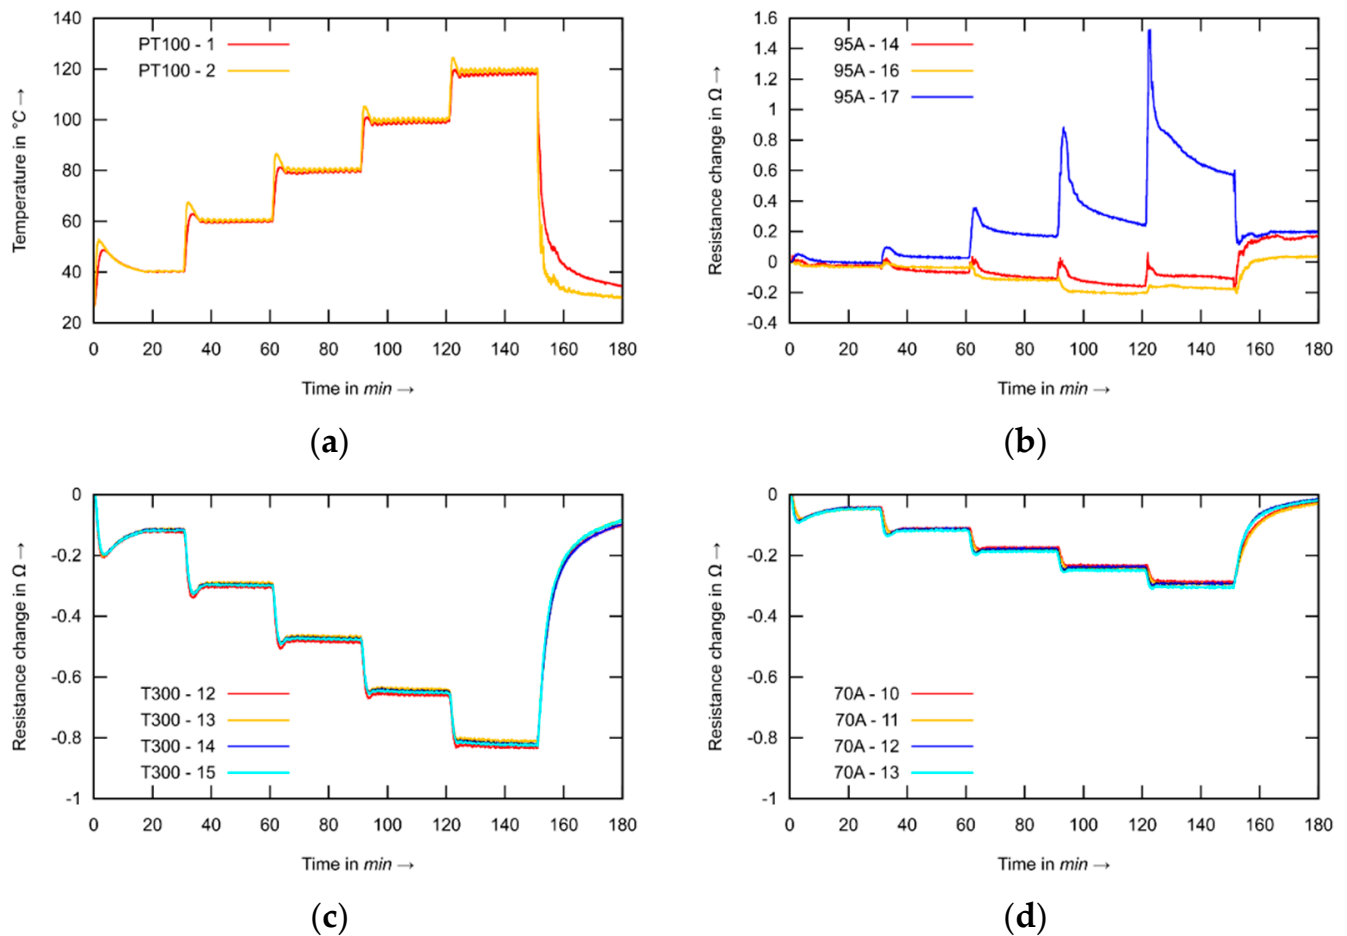 140
120
100
80
60
40
20
Temperature in °C →
PT100 - 1
PT100 - 2
0 20 40 60 80 100 120 140 160 180
Time in min →
(a)
1.6
1.4
1.2
1
0.8
0.6
0.4
0.2
0
-0.2
-0.4
Resistance change in Ω →
95A - 14
95A - 16
95A - 17
0 20 40 60 80 100 120 140 160 180
Time in min →
(b)
0
-0.2
-0.4
-0.6
-0.8
-1
Resistance change in Ω →
T300 - 12
T300 - 13
T300 - 14
T300 - 15
0 20 40 60 80 100 120 140 160 180
Time in min →
(c)
0
-0.2
-0.4
-0.6
-0.8
-1
Resistance change in Ω →
70A - 10
70A - 11
70A - 12
70A - 13
0 20 40 60 80 100 120 140 160 180
Time in min →
(d)